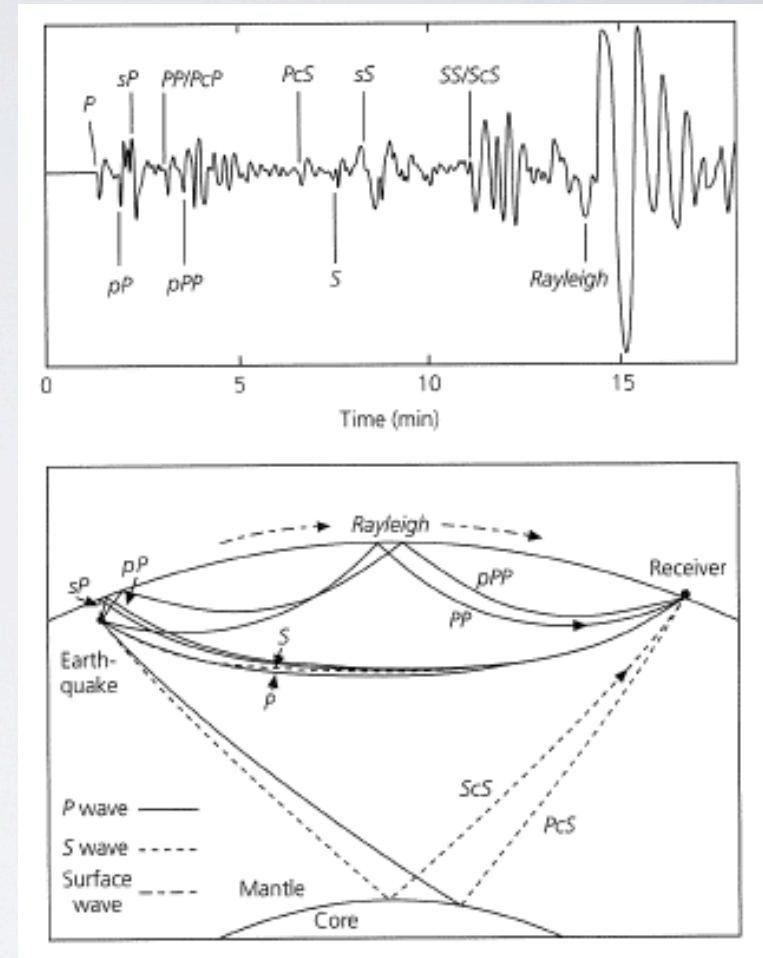 sP PP/PcP PcS sS SS/ScS
P
pP pPP S Rayleigh
0 5 10 15
Time (min)
Rayleigh
pP
sP
pPP
Receiver
PP
S
Earth-
quake
P
ScS
PcS
P wave
S wave
Surface
wave
Mantle
Core